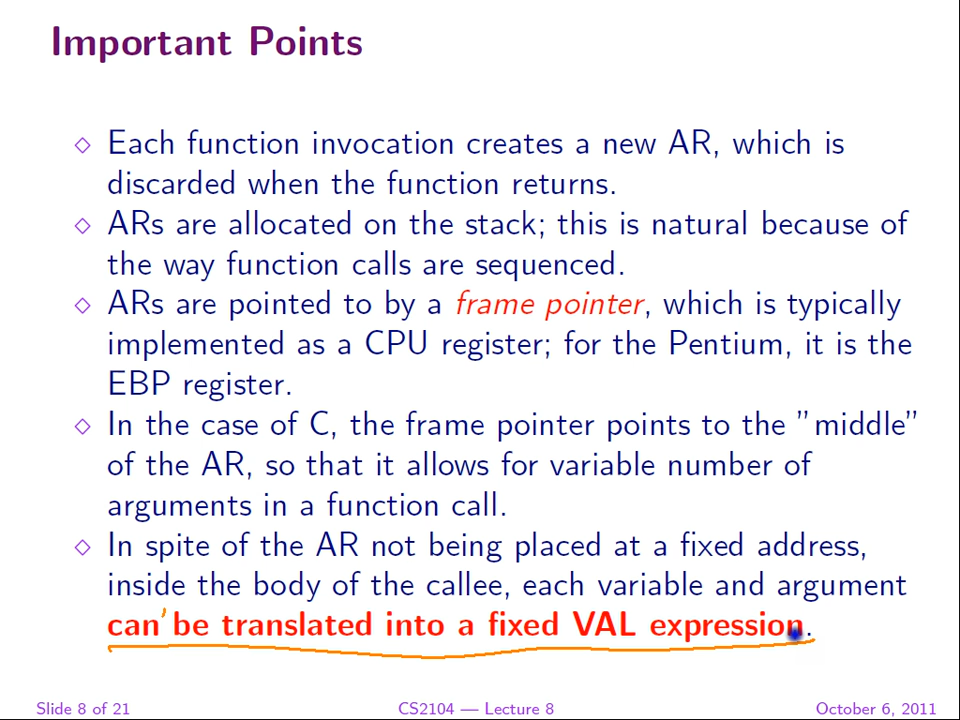 Important Points
◇ Each function invocation creates a new AR, which is
discarded when the function returns.
◇ ARs are allocated on the stack; this is natural because of
the way function calls are sequenced.
◇ ARs are pointed to by a frame pointer, which is typically
implemented as a CPU register; for the Pentium, it is the
EBP register.
◇ In the case of C, the frame pointer points to the ”middle”
of the AR, so that it allows for variable number of
arguments in a function call.
◇ In spite of the AR not being placed at a fixed address,
inside the body of the callee, each variable and argument
can be translated into a fixed VAL expression.
Slide 8 of 21 CS2104 — Lecture 8 October 6, 2011